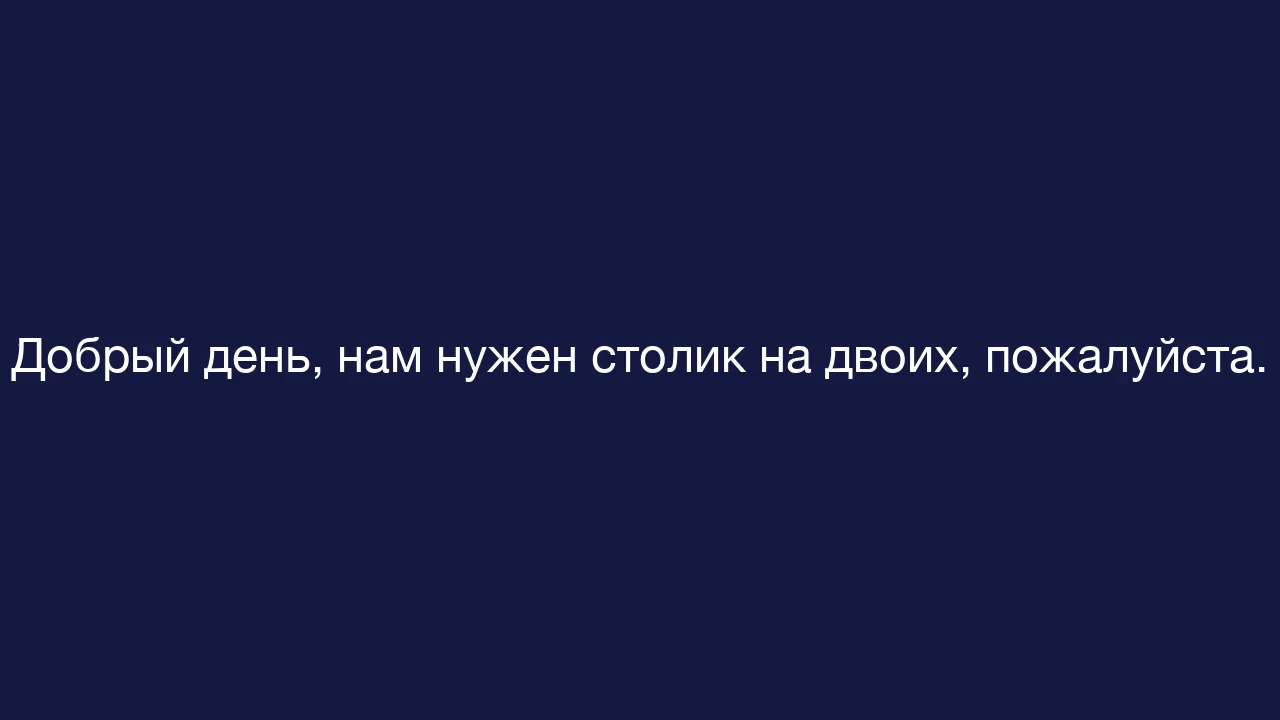 Добрый день, нам нужен столик на двоих, пожалуйста.